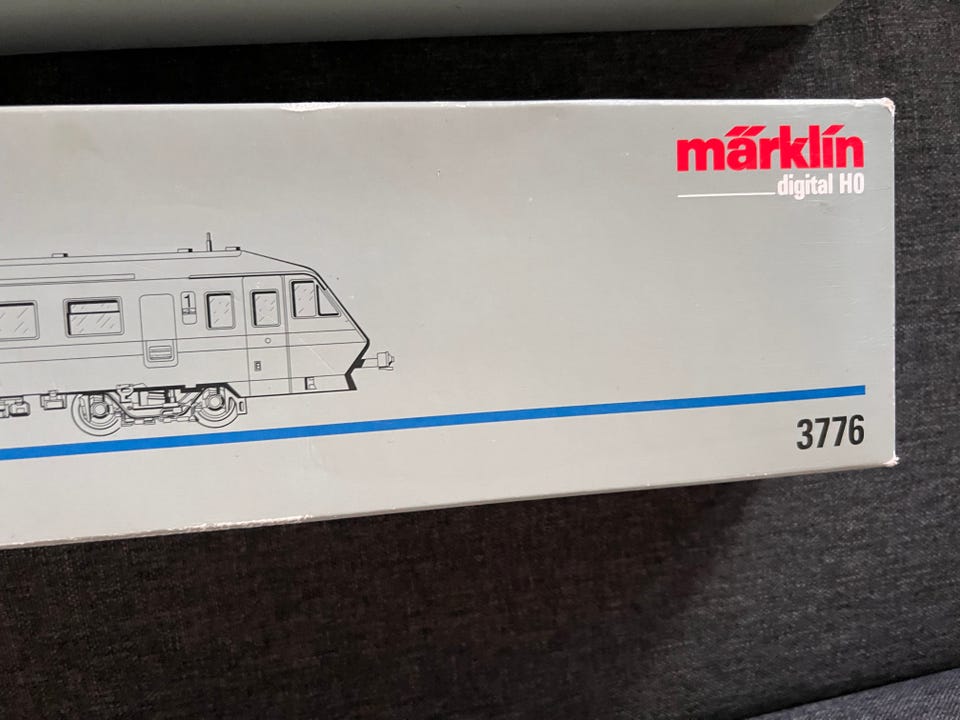 märklin
digital H0
1
3776